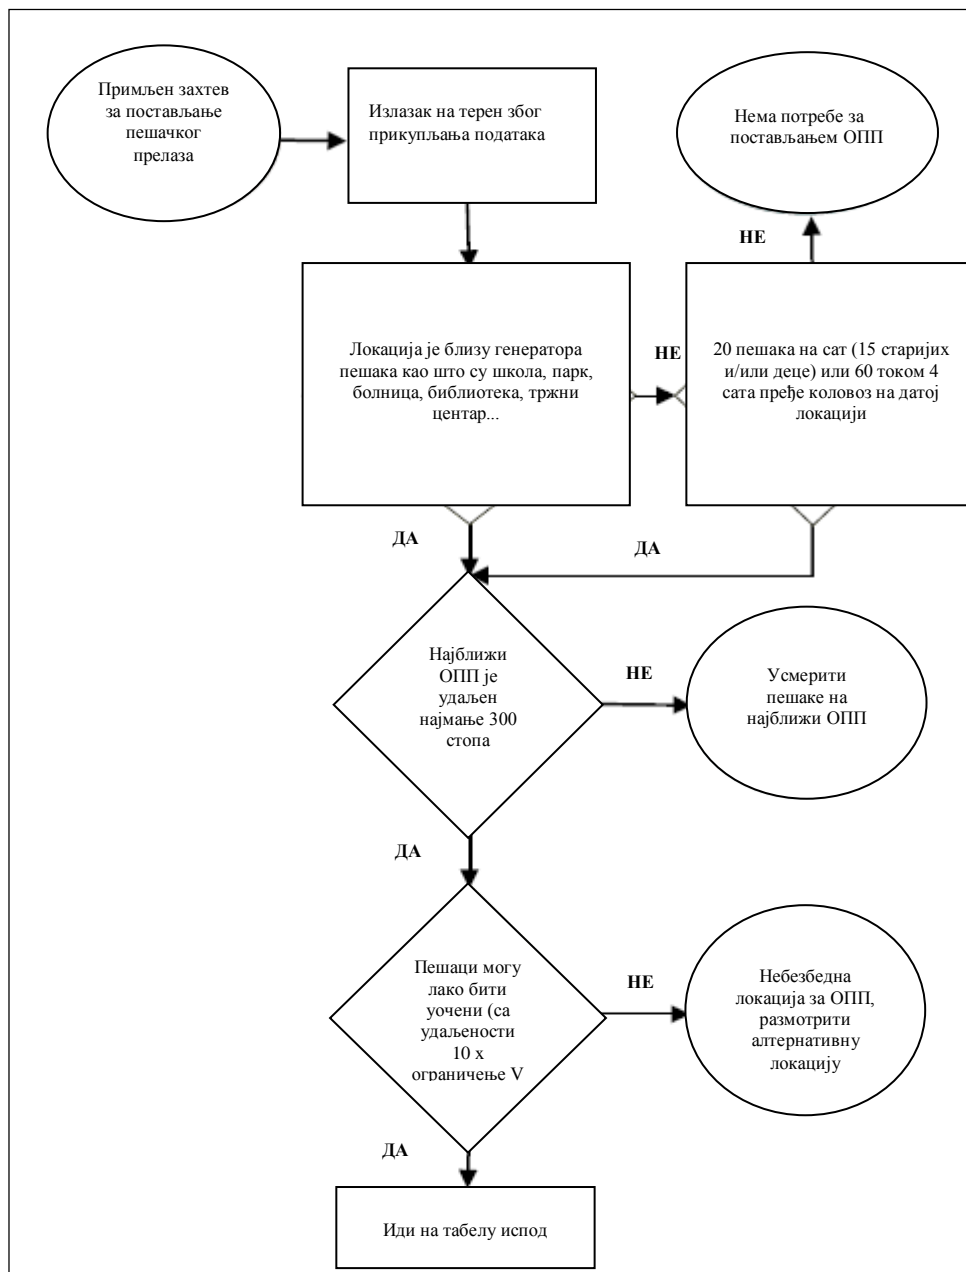 Примљен захтев
за постављање
пешачког
прелаза
Излазак на терен због
прикупљања података
Нема потребе за
постављањем ОПП
НЕ
Локација је близу генератора
пешака као што су школа, парк,
болница, библиотека, тржни
центар...
НЕ
20 пешака на сат (15 старијих
и/или деце) или 60 током 4
сата пређе коловоз на датој
локацији
ДА
ДА
Најближи
ОПП је
удаљен
најмање 300
стопа
НЕ
Усмерити
пешаке на
најближи ОПП
ДА
Пешаци могу
лако бити
уочени (са
удаљености
10 x
ограничење V
НЕ
Небезбедна
локација за ОПП,
размотрити
алтернативну
локацију
ДА
Иди на табелу испод